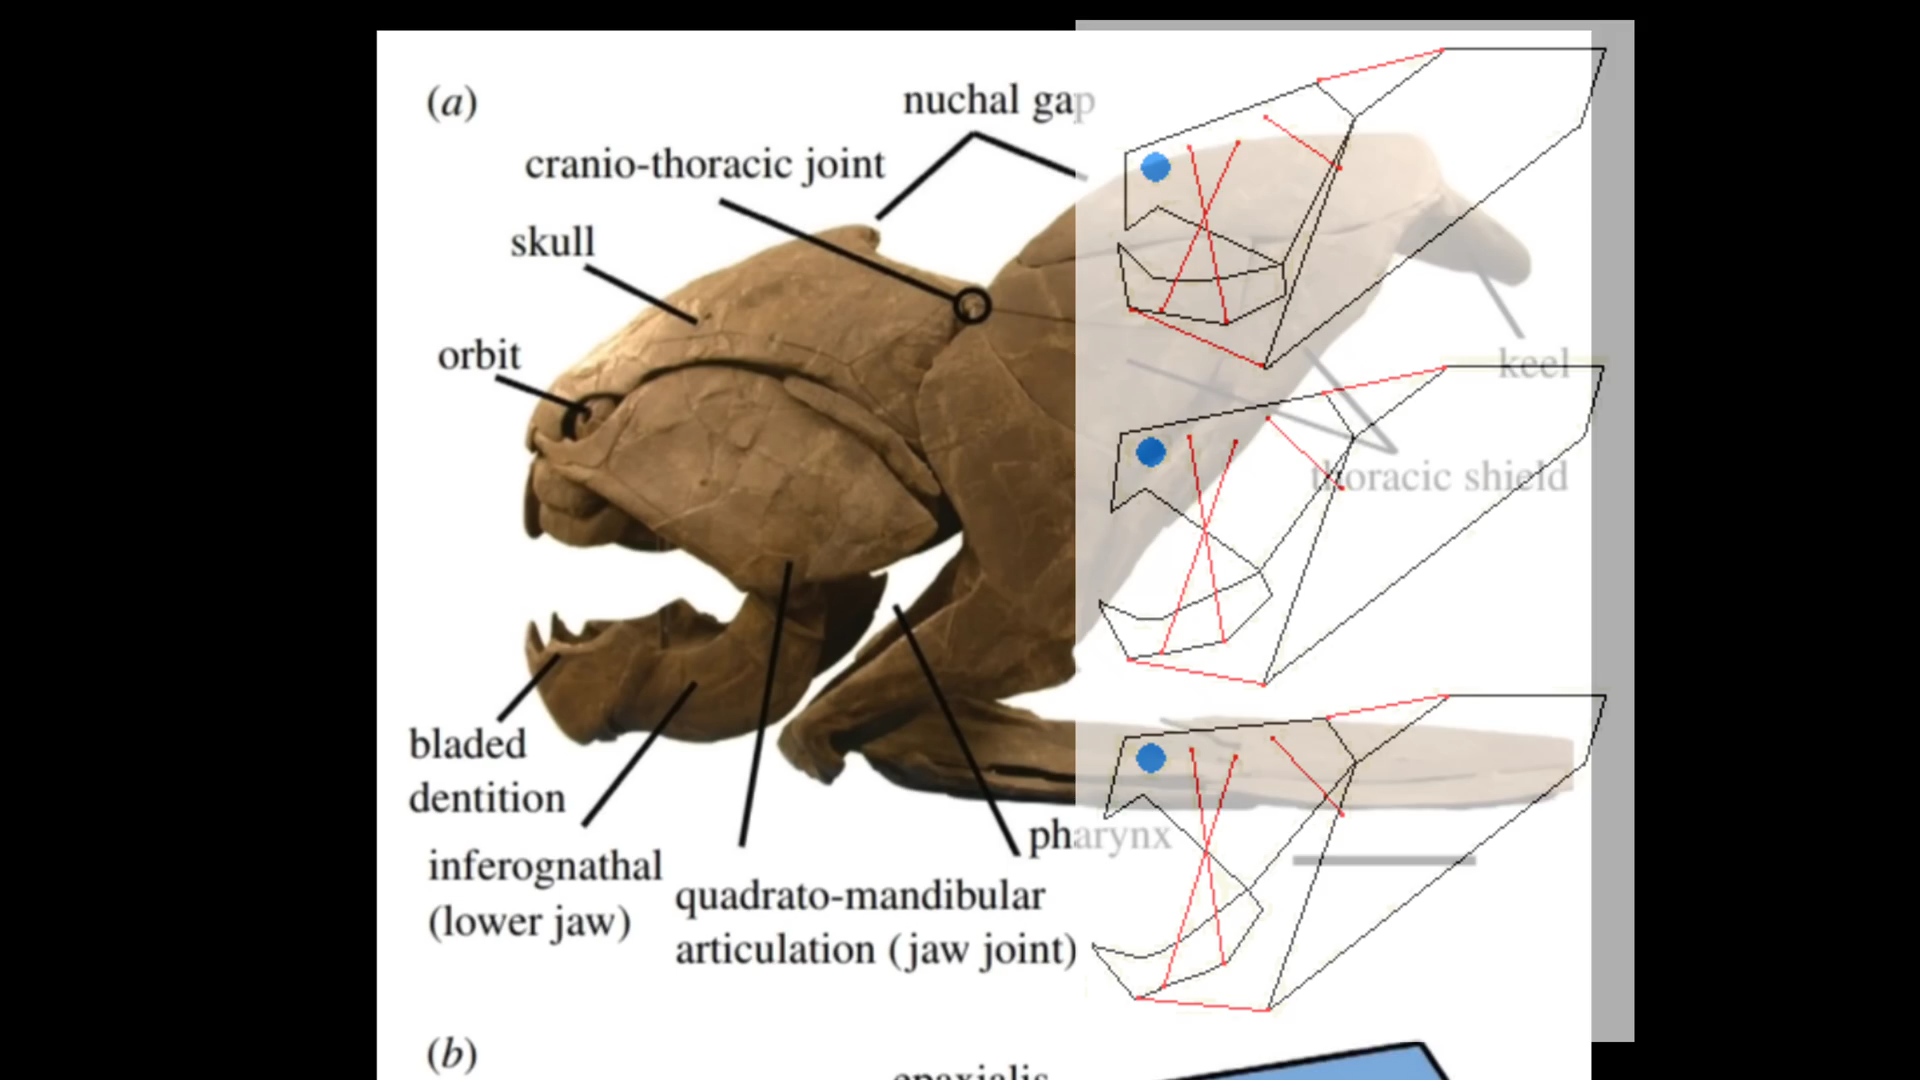 (a)
nuchal gap
cranio-thoracic joint
skull
orbit
keel
thoracic shield
bladed
dentition
pharynx
inferognathal
(lower jaw)
quadrato-mandibular
articulation (jaw joint)
(b)
epaxialis